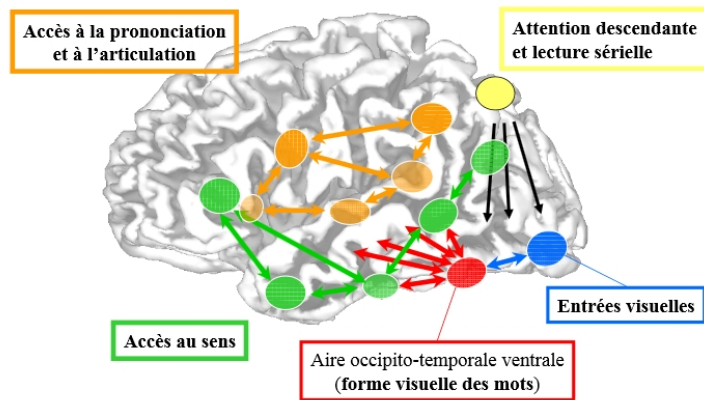 Accès à la prononciation
et à l'articulation
Attention descendante
et lecture sérielle
Entrées visuelles
Accès au sens
Aire occipito-temporale ventrale
(forme visuelle des mots)